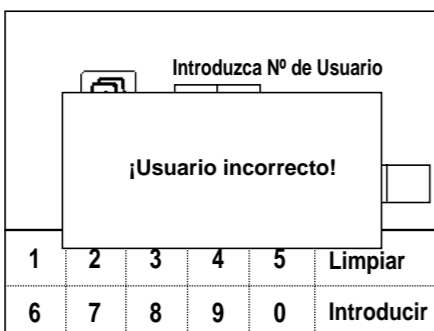 Introduzca Nº de Usuario
¡Usuario incorrecto!
1 2 3 4 5 Limpiar
6 7 8 9 0 Introducir